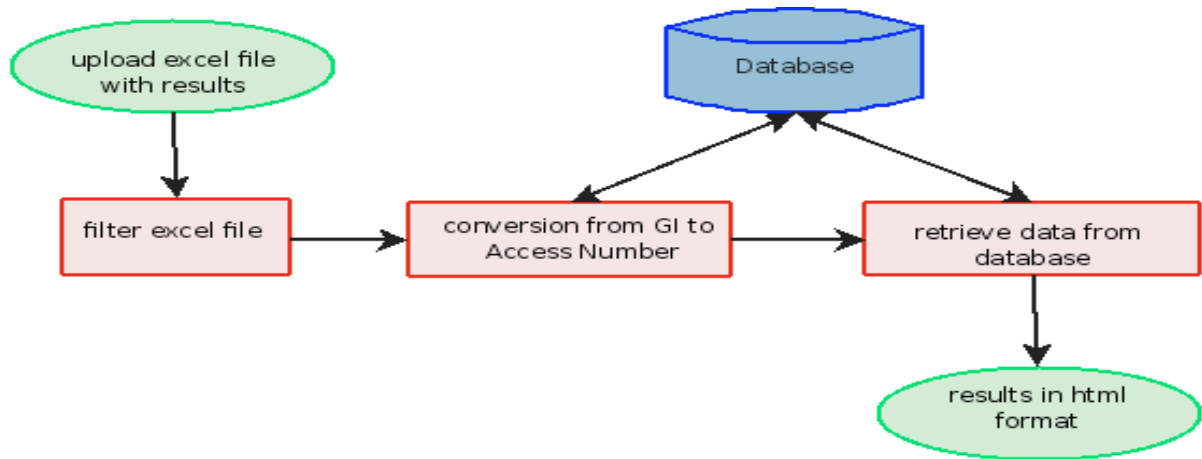 upload excel file
with results
Database
filter excel file
conversion from GI to
Access Number
retrieve data from
database
results in html
format